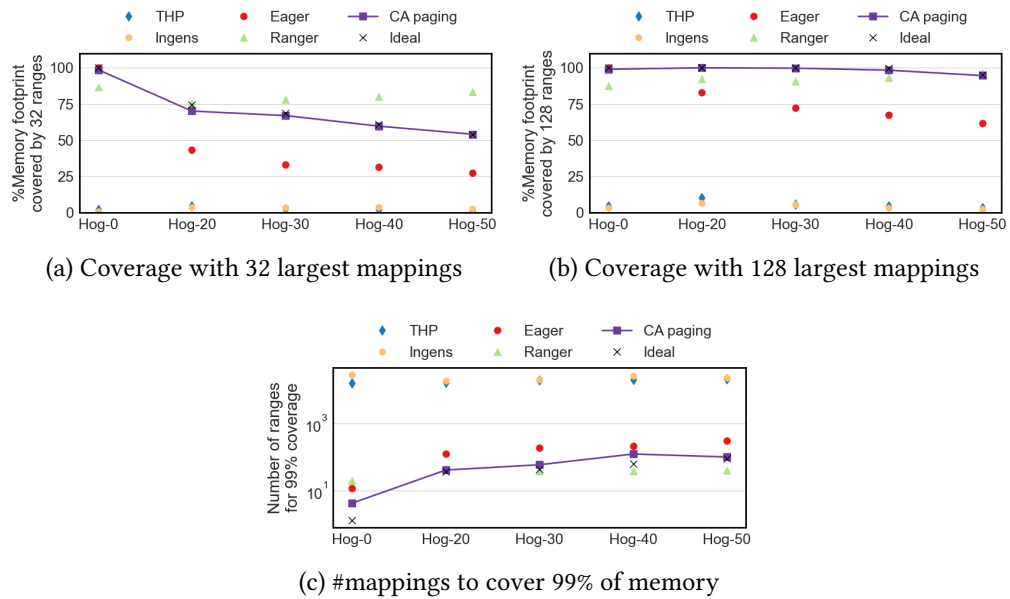 THP Eager CA paging
Ingens Ranger Ideal
%Memory footprint
covered by 32 ranges
100
75
50
25
0
Hog-0 Hog-20 Hog-30 Hog-40 Hog-50
(a) Coverage with 32 largest mappings
THP Eager CA paging
Ingens Ranger Ideal
%Memory footprint
covered by 128 ranges
100
75
50
25
0
Hog-0 Hog-20 Hog-30 Hog-40 Hog-50
(b) Coverage with 128 largest mappings
THP Eager CA paging
Ingens Ranger Ideal
Number of ranges
for 99% coverage
10³
10¹
Hog-0 Hog-20 Hog-30 Hog-40 Hog-50
(c) #mappings to cover 99% of memory